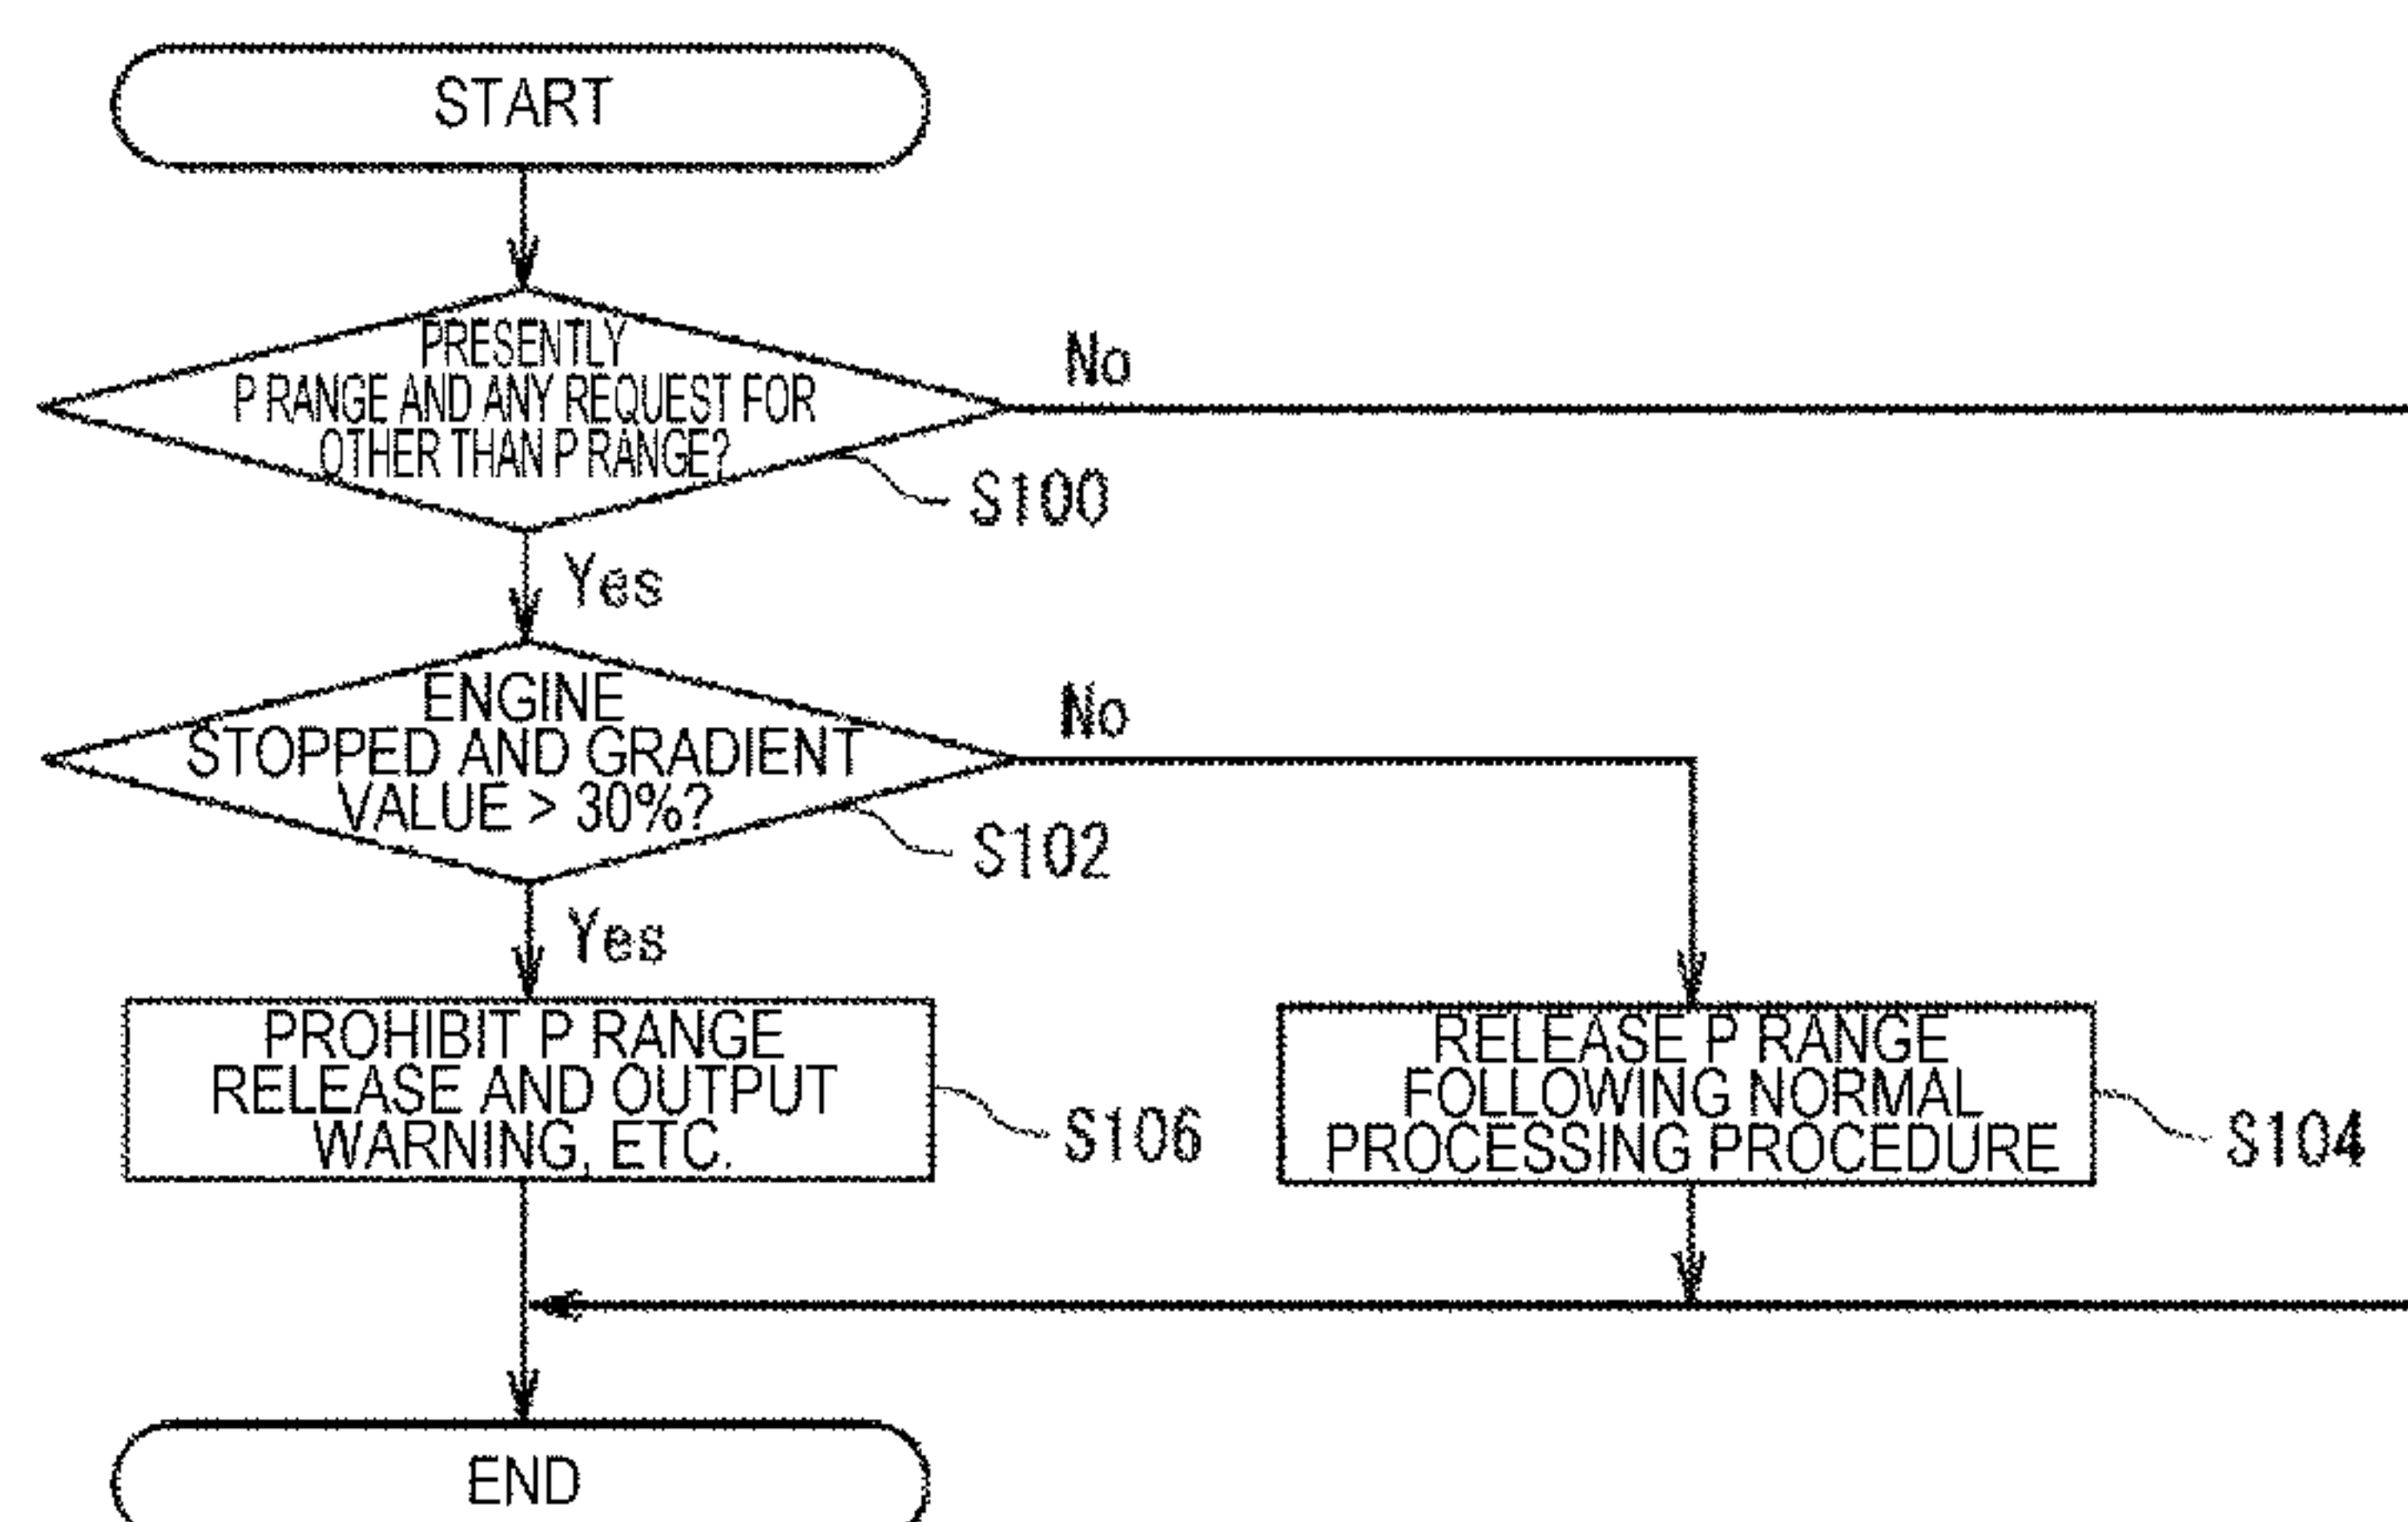 START
PRESENTLY
P RANGE AND ANY REQUEST FOR
OTHER THAN P RANGE?
No
S100
Yes
ENGINE
STOPPED AND GRADIENT
VALUE > 30%?
No
S102
Yes
PROHIBIT P RANGE
RELEASE AND OUTPUT
WARNING, ETC.
S106
RELEASE P RANGE
FOLLOWING NORMAL
PROCESSING PROCEDURE
S104
END